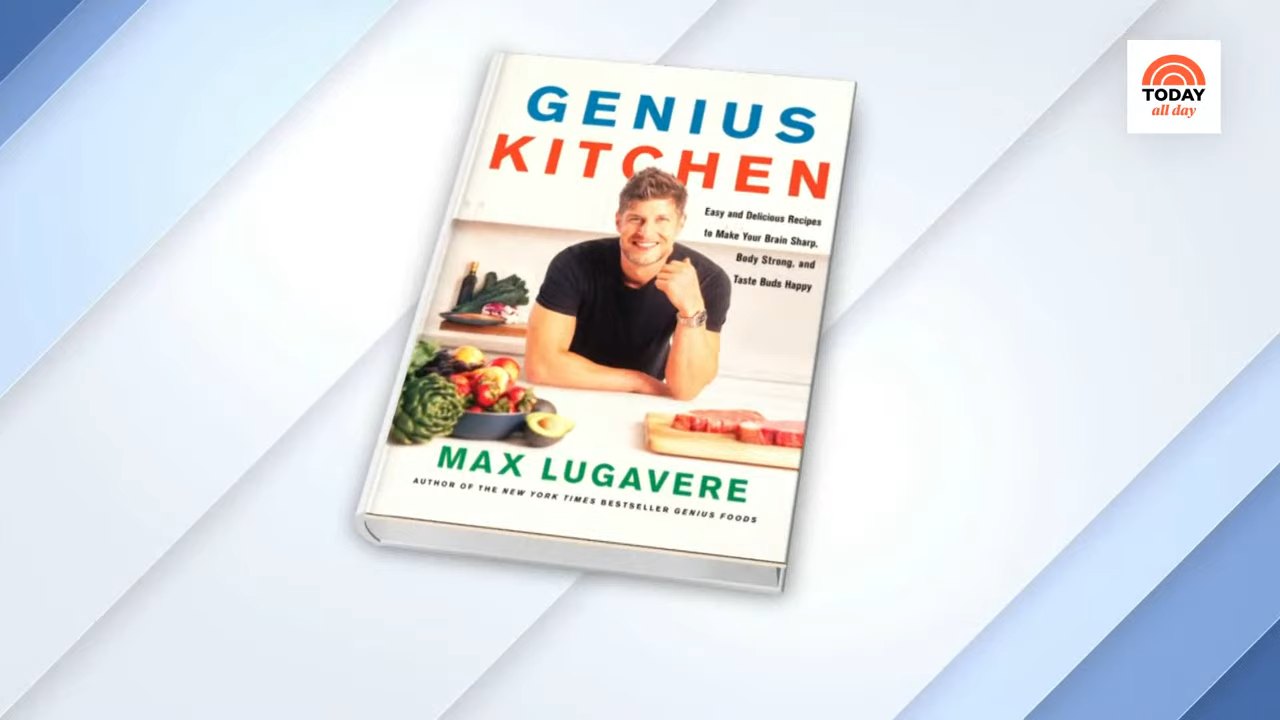 GENIUS
KITCHEN
Easy and Delicious Recipes
to Make Your Brain Sharp,
Body Strong, and
Taste Buds Happy
MAX LUGAVERE
AUTHOR OF THE NEW YORK TIMES BESTSELLER GENIUS FOODS
TODAY
all day